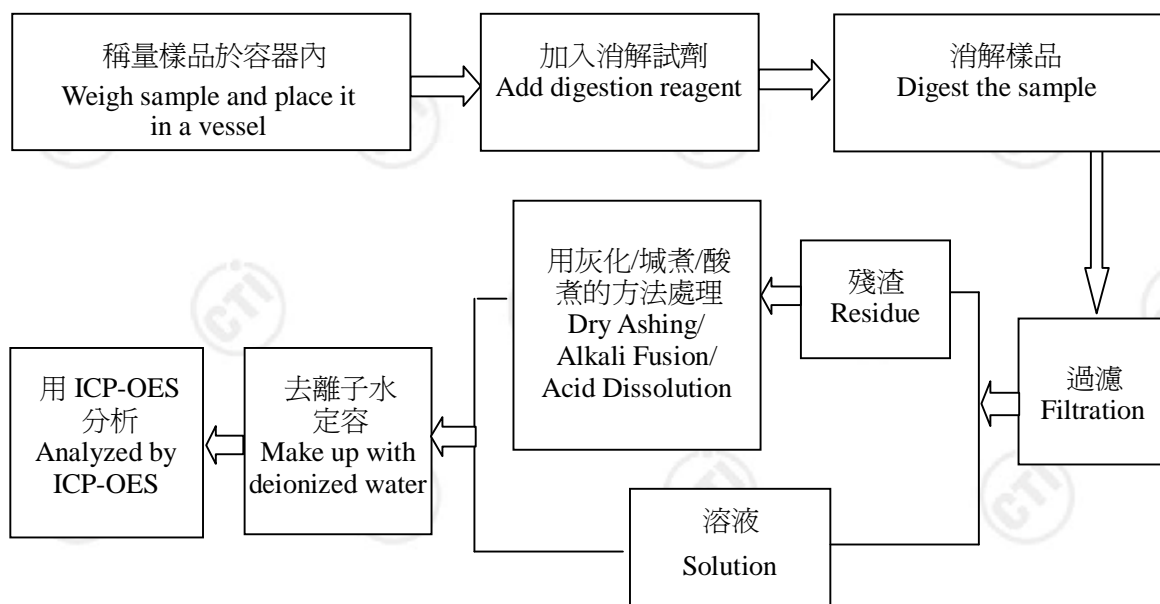 稱量樣品於容器內
Weigh sample and place it
in a vessel
加入消解試劑
Add digestion reagent
消解樣品
Digest the sample
用灰化/堿煮/酸
煮的方法處理
Dry Ashing/
Alkali Fusion/
Acid Dissolution
殘渣
Residue
過濾
Filtration
用 ICP-OES
分析
Analyzed by
ICP-OES
去離子水
定容
Make up with
deionized water
溶液
Solution
CTI
CTI
CTI